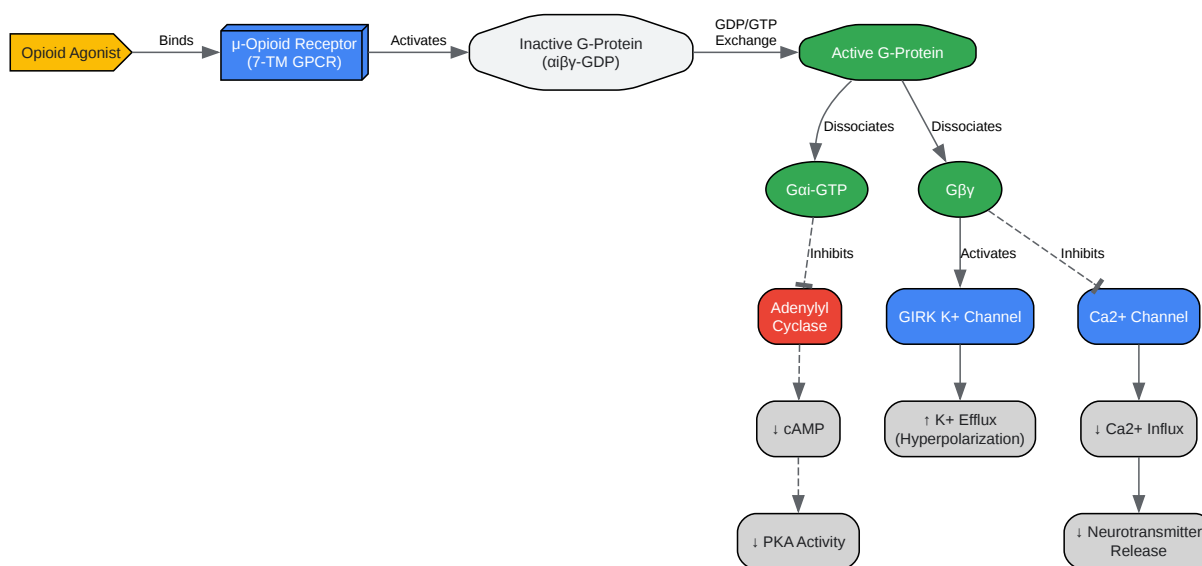 Opioid Agonist
Binds
μ-Opioid Receptor
(7-TM GPCR)
Activates
Inactive G-Protein
(αiβγ-GDP)
GDP/GTP
Exchange
Active G-Protein
Dissociates
Dissociates
Gαi-GTP
Gβγ
Inhibits
Activates
Inhibits
Adenylyl
Cyclase
GIRK K+ Channel
Ca2+ Channel
↓ cAMP
↑ K+ Efflux
(Hyperpolarization)
↓ Ca2+ Influx
↓ PKA Activity
↓ Neurotransmitter
Release